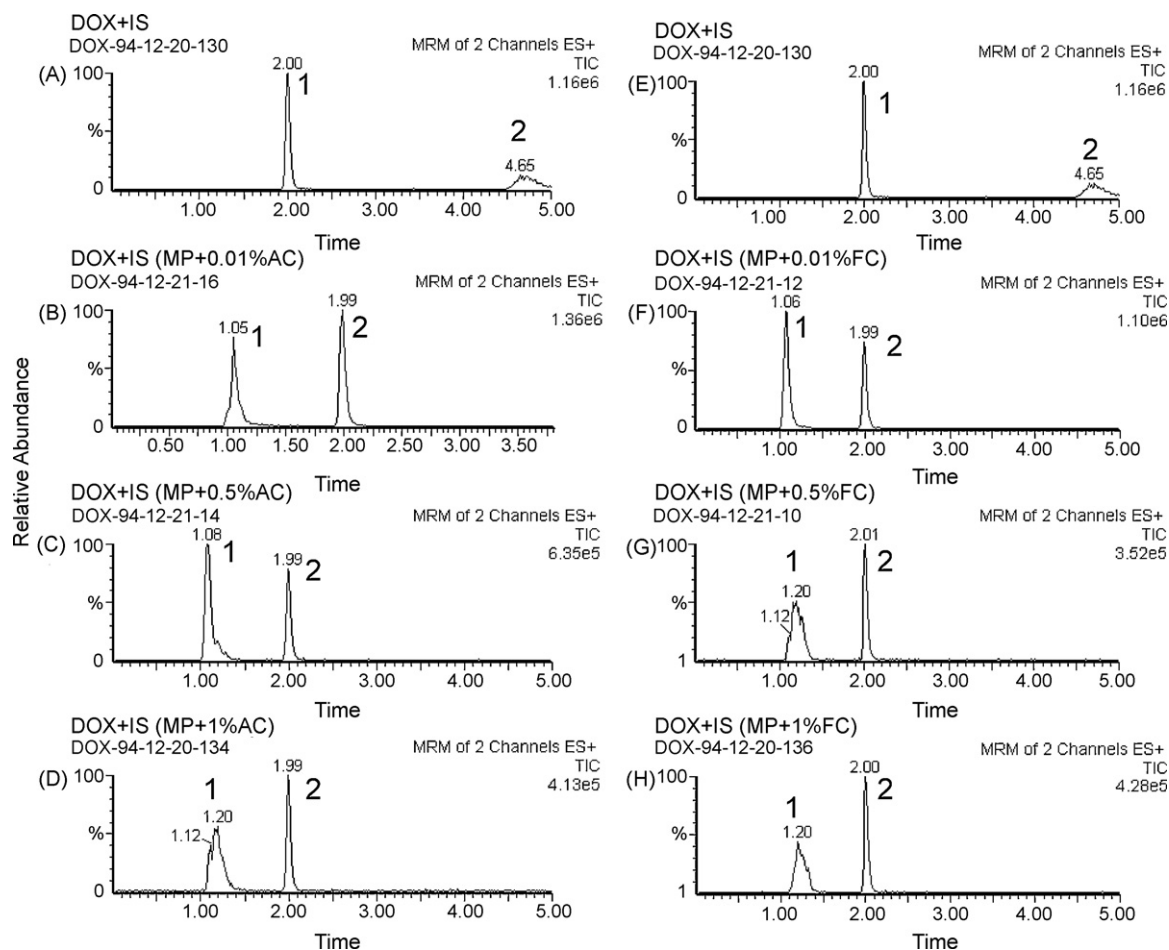 Relative Abundance
DOX+IS
DOX-94-12-20-130
MRM of 2 Channels ES+
TIC
1.16e6
(A)
100
%
0
2.00
1
2
4.65
1.00 2.00 3.00 4.00 5.00
Time
DOX+IS (MP+0.01%AC)
DOX-94-12-21-16
MRM of 2 Channels ES+
TIC
1.36e6
(B)
100
%
0
1.05
1
1.99
2
0.50 1.00 1.50 2.00 2.50 3.00 3.50
Time
DOX+IS (MP+0.5%AC)
DOX-94-12-21-14
MRM of 2 Channels ES+
TIC
6.35e5
(C)
100
%
0
1.08
1
1.99
2
1.00 2.00 3.00 4.00 5.00
Time
DOX+IS (MP+1%AC)
DOX-94-12-20-134
MRM of 2 Channels ES+
TIC
4.13e5
(D)
100
%
0
1
1.12
1.20
1.99
2
1.00 2.00 3.00 4.00 5.00
Time
DOX+IS
DOX-94-12-20-130
MRM of 2 Channels ES+
TIC
1.16e6
(E)
100
%
0
2.00
1
2
4.65
1.00 2.00 3.00 4.00 5.00
Time
DOX+IS (MP+0.01%FC)
DOX-94-12-21-12
MRM of 2 Channels ES+
TIC
1.10e6
(F)
100
%
0
1.06
1
1.99
2
1.00 2.00 3.00 4.00 5.00
Time
DOX+IS (MP+0.5%FC)
DOX-94-12-21-10
MRM of 2 Channels ES+
TIC
3.52e5
(G)
100
%
1
1
1.12
1.20
2.01
2
1.00 2.00 3.00 4.00 5.00
Time
DOX+IS (MP+1%FC)
DOX-94-12-20-136
MRM of 2 Channels ES+
TIC
4.28e5
(H)
100
%
1
1
1.20
2.00
2
1.00 2.00 3.00 4.00 5.00
Time